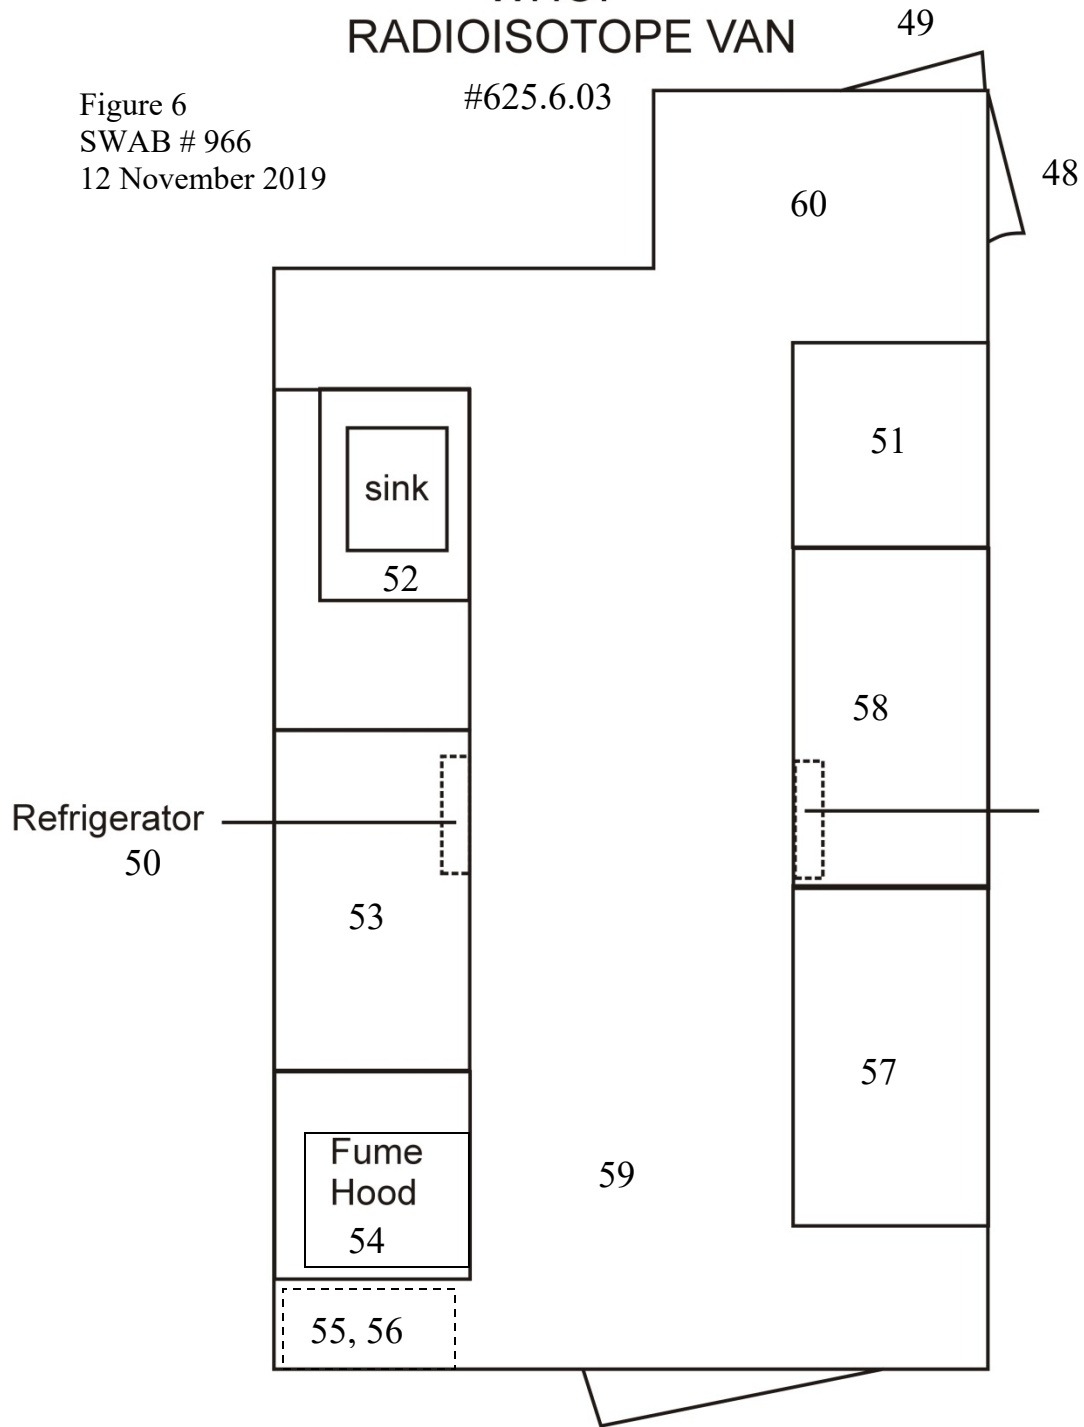 RADIOISOTOPE VAN
#625.6.03
Figure 6
SWAB # 966
12 November 2019
49
48
60
51
sink
52
58
Refrigerator
50
53
57
Fume
Hood
54
59
55, 56